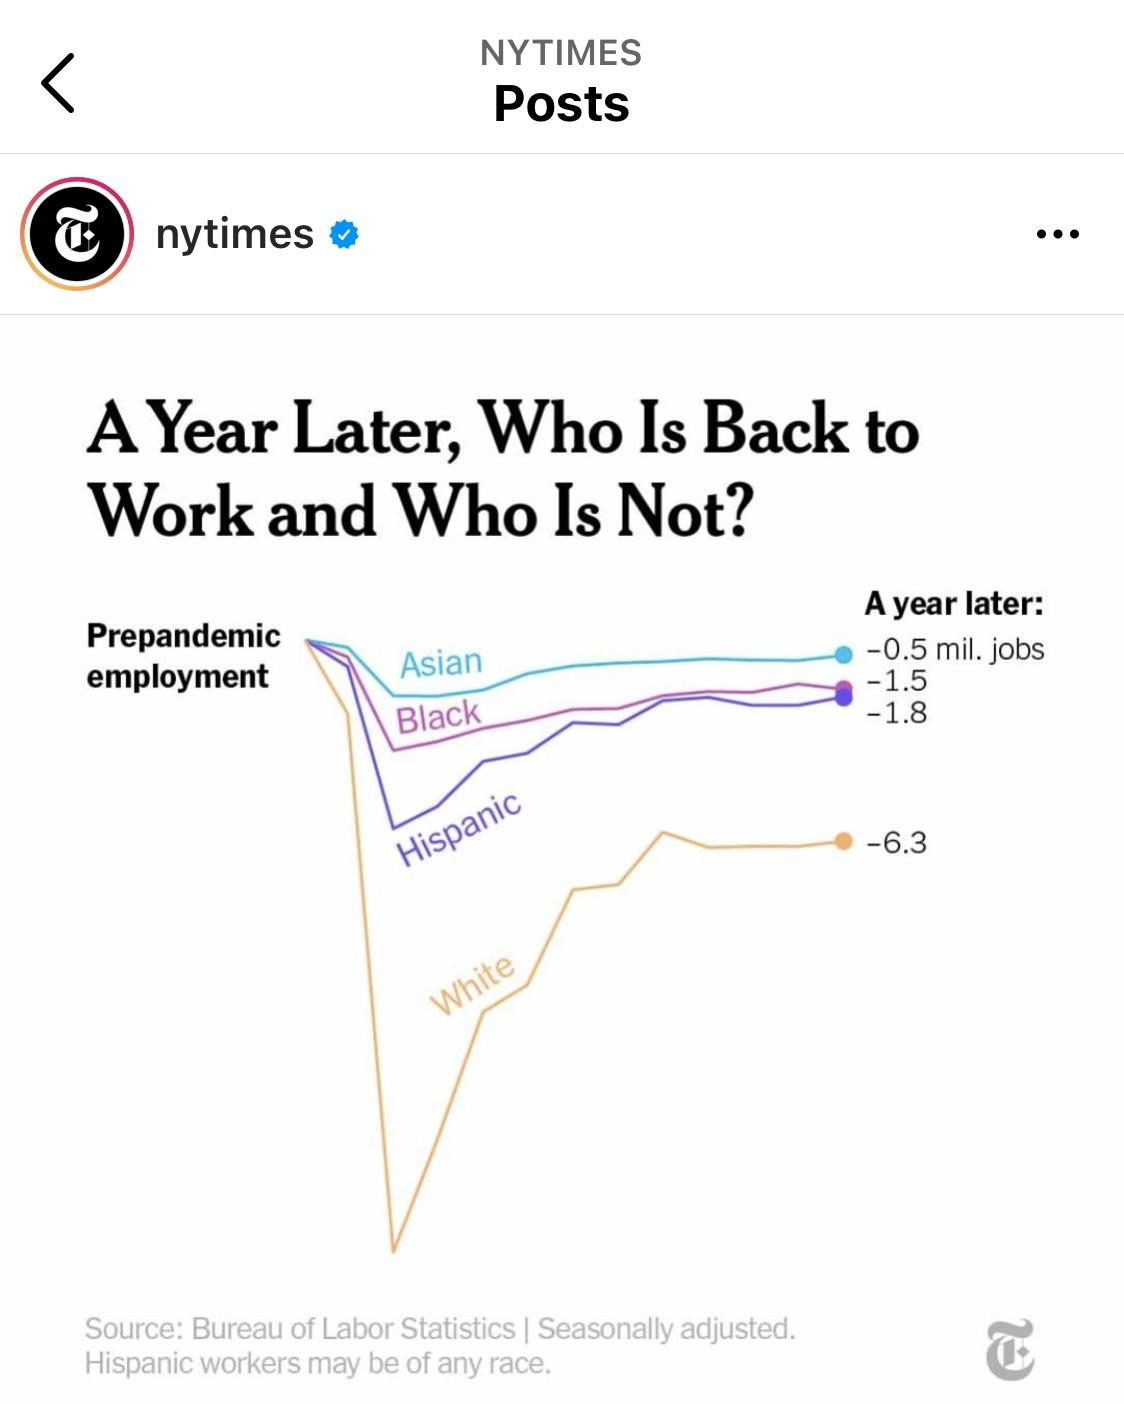 NYTIMES
Posts
nytimes
A Year Later, Who Is Back to
Work and Who Is Not?
A year later:
Prepandemic
employment
Asian
−0.5 mil. jobs
−1.5
Black
−1.8
Hispanic
−6.3
White
Source: Bureau of Labor Statistics | Seasonally adjusted.
Hispanic workers may be of any race.